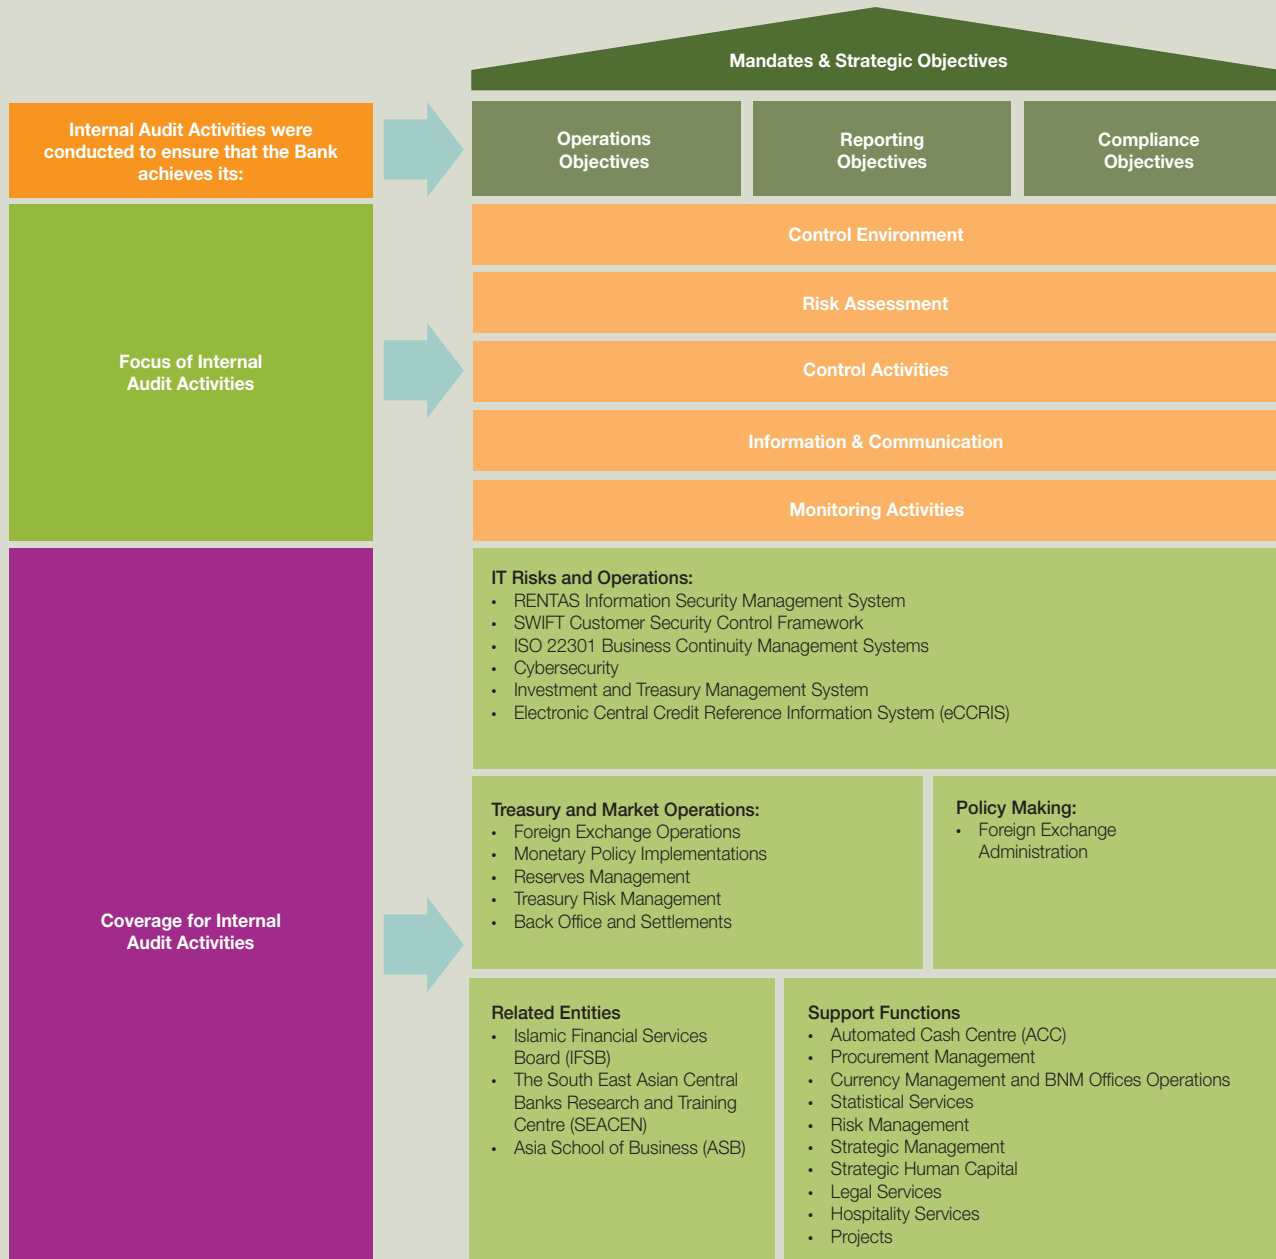 Mandates & Strategic Objectives
Internal Audit Activities were
conducted to ensure that the Bank
achieves its:
Operations
Objectives
Reporting
Objectives
Compliance
Objectives
Focus of Internal
Audit Activities
Control Environment
Risk Assessment
Control Activities
Information & Communication
Monitoring Activities
Coverage for Internal
Audit Activities
IT Risks and Operations:
• RENTAS Information Security Management System
• SWIFT Customer Security Control Framework
• ISO 22301 Business Continuity Management Systems
• Cybersecurity
• Investment and Treasury Management System
• Electronic Central Credit Reference Information System (eCCRIS)
Treasury and Market Operations:
• Foreign Exchange Operations
• Monetary Policy Implementations
• Reserves Management
• Treasury Risk Management
• Back Office and Settlements
Policy Making:
• Foreign Exchange
Administration
Related Entities
• Islamic Financial Services
Board (IFSB)
• The South East Asian Central
Banks Research and Training
Centre (SEACEN)
• Asia School of Business (ASB)
Support Functions
• Automated Cash Centre (ACC)
• Procurement Management
• Currency Management and BNM Offices Operations
• Statistical Services
• Risk Management
• Strategic Management
• Strategic Human Capital
• Legal Services
• Hospitality Services
• Projects